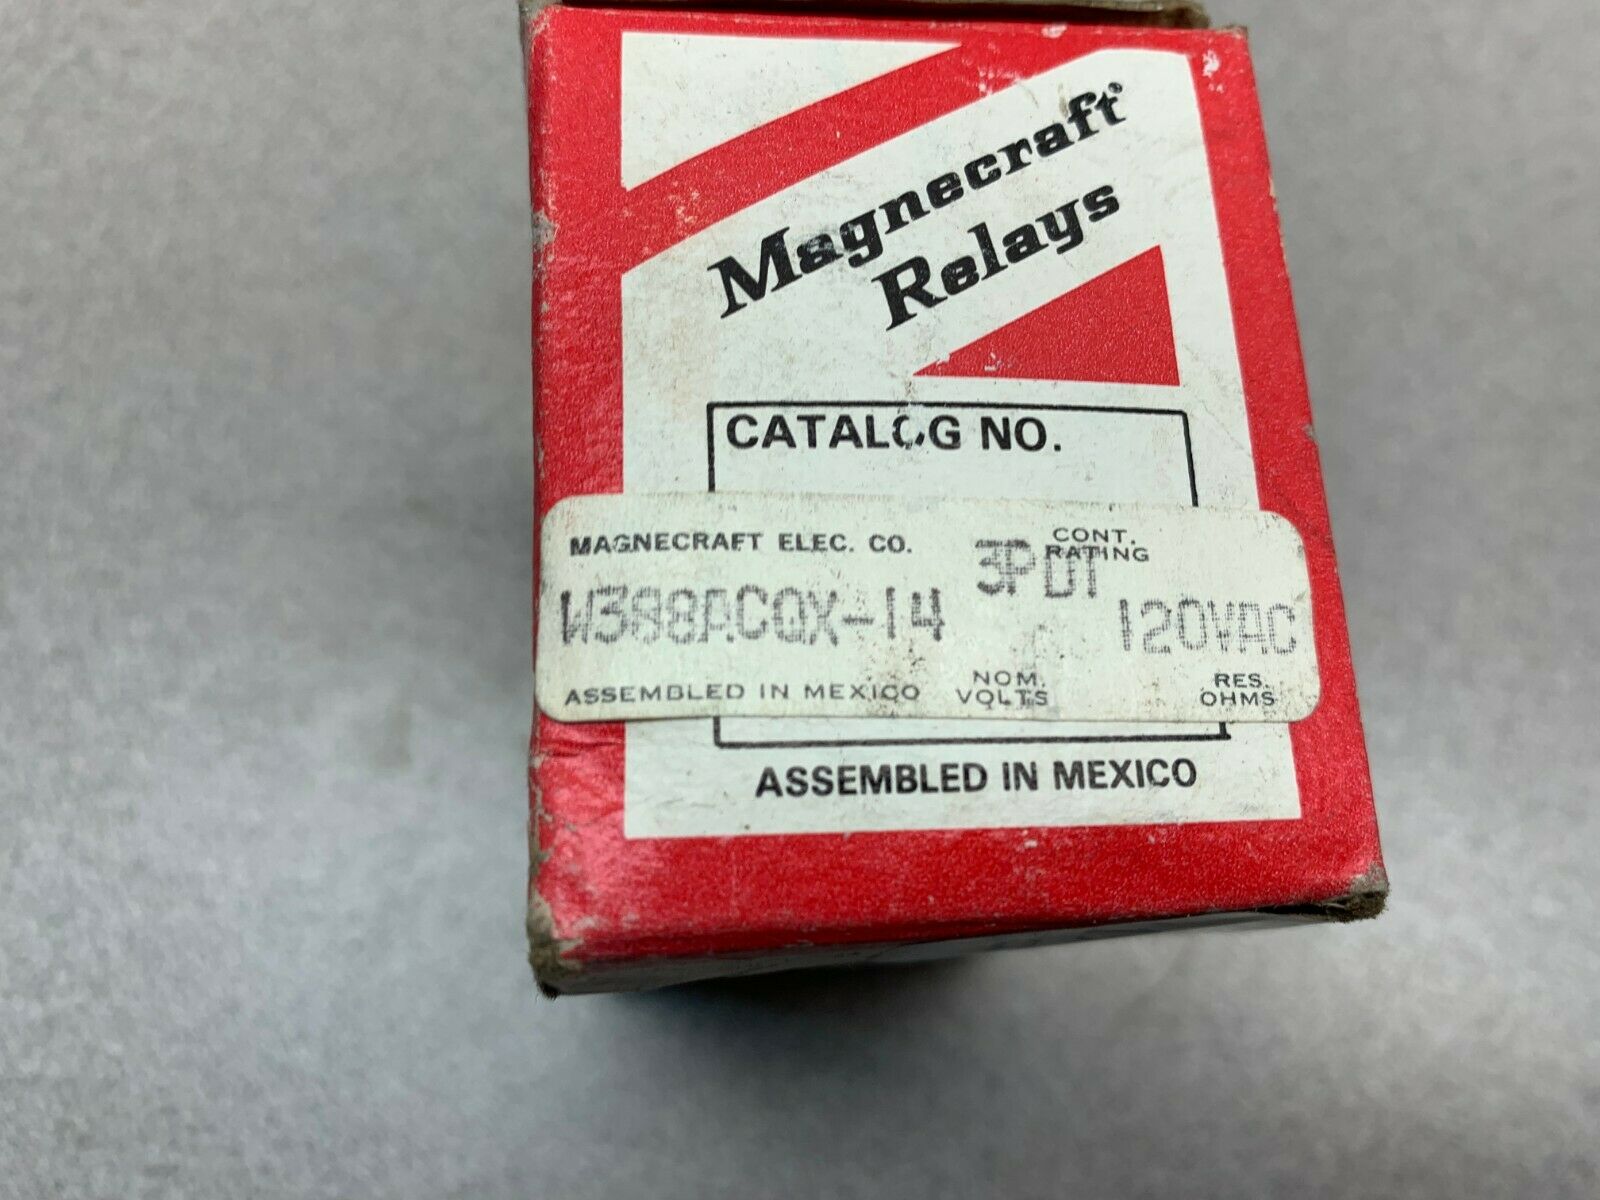 Magnecraft
Relays
CATALOG NO.
MAGNECRAFT ELEC. CO.
CONT.
RATING
3PDT
W388ACQX-14
120VAC
ASSEMBLED IN MEXICO
NOM.
VOLTS
RES.
OHMS
ASSEMBLED IN MEXICO